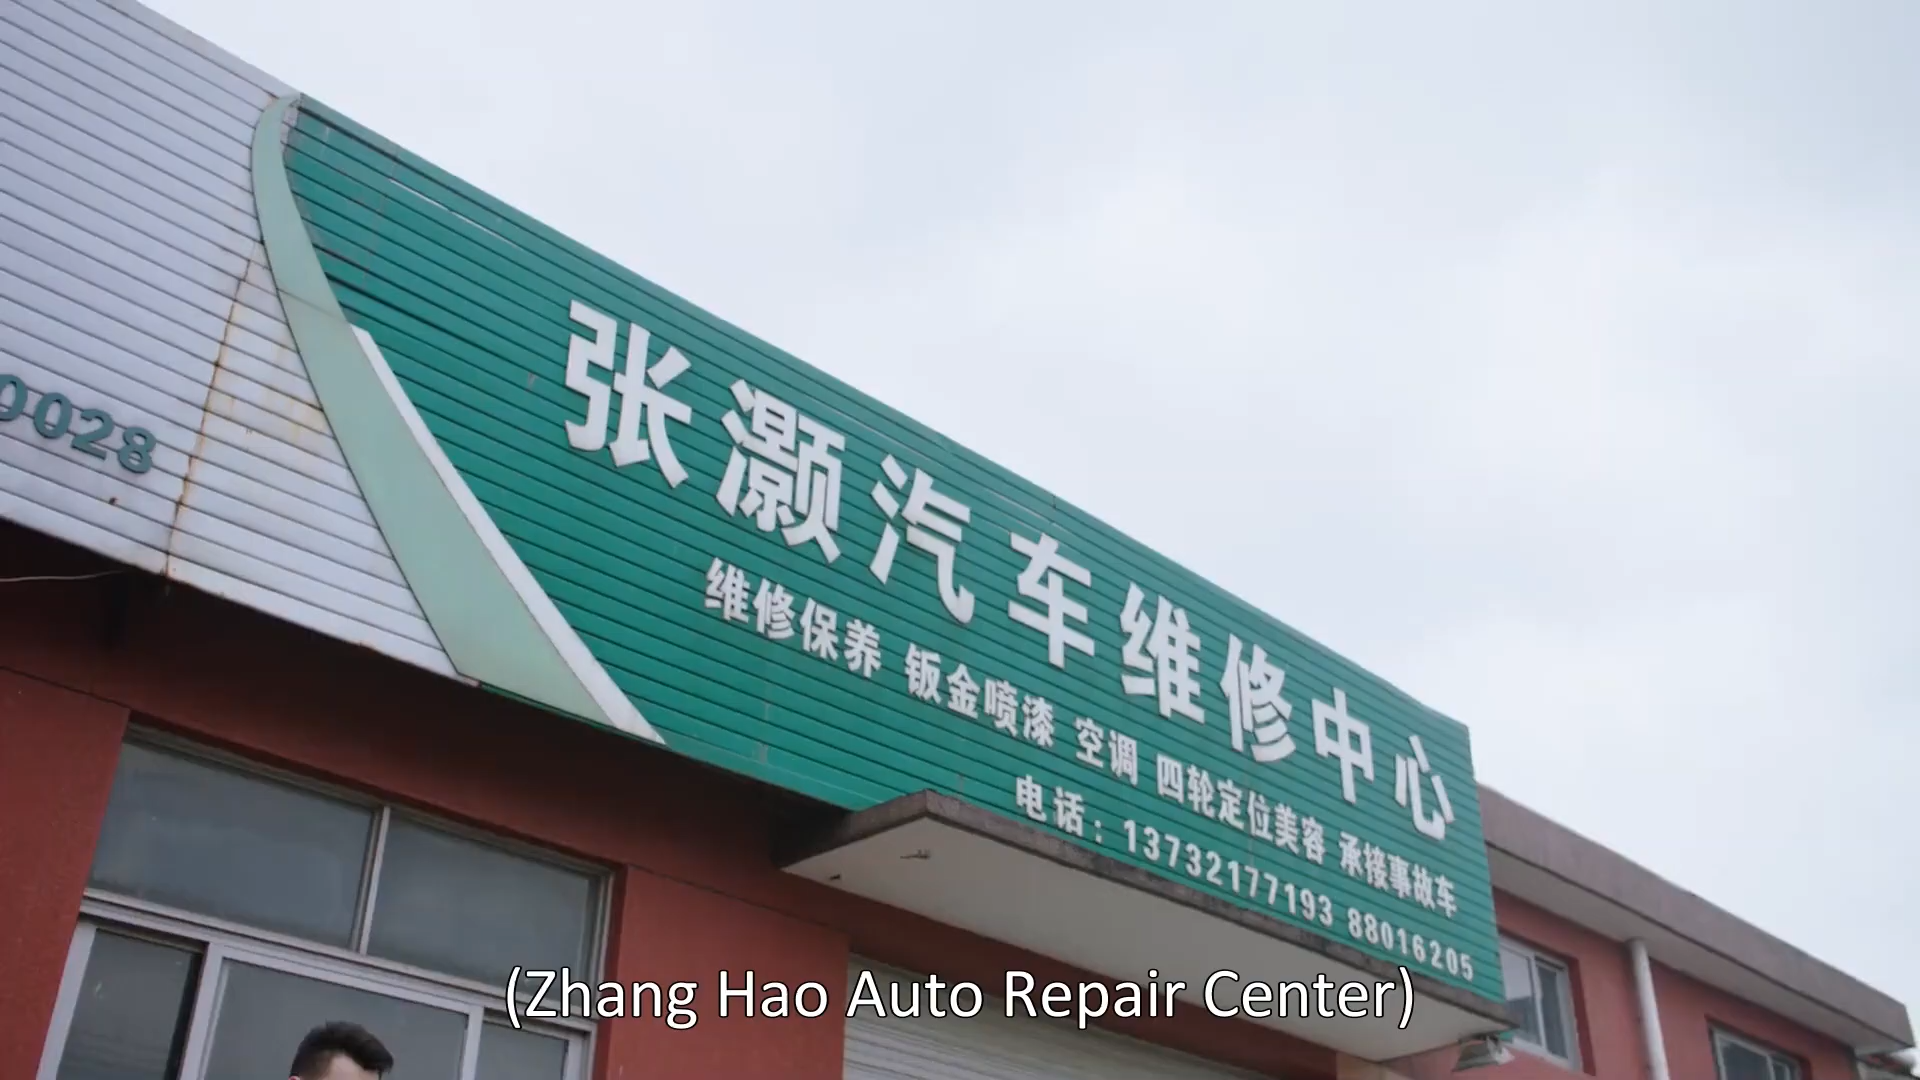 张灏汽车维修中心
维修保养 钣金喷漆 空调 四轮定位美容 承接事故车
电话：13732177193 88016205
0028
(Zhang Hao Auto Repair Center)